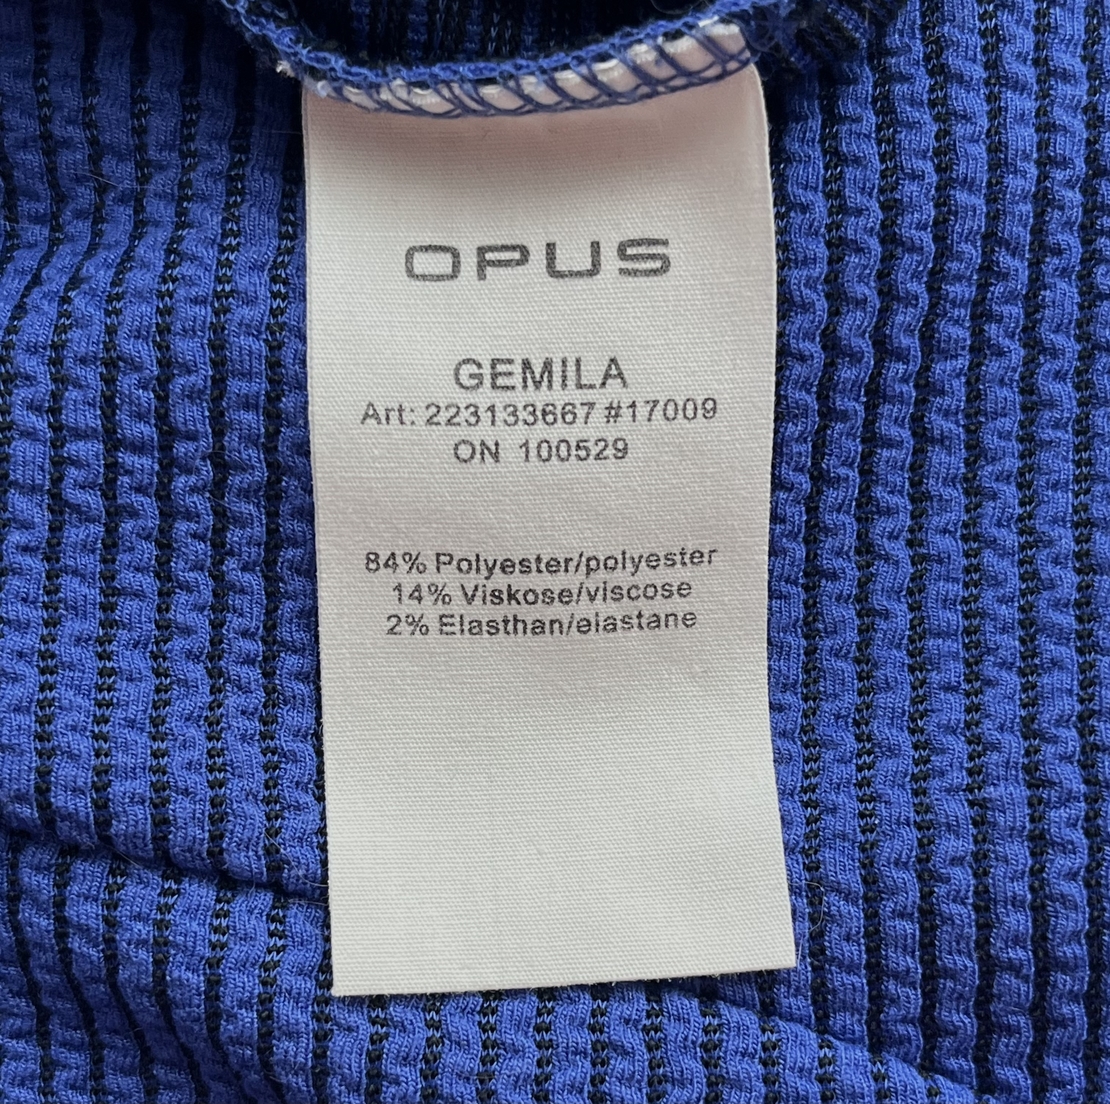 OPUS
GEMILA
Art: 223133667 #17009
ON 100529
84% Polyester/polyester
14% Viskose/viscose
2% Elasthan/elastane